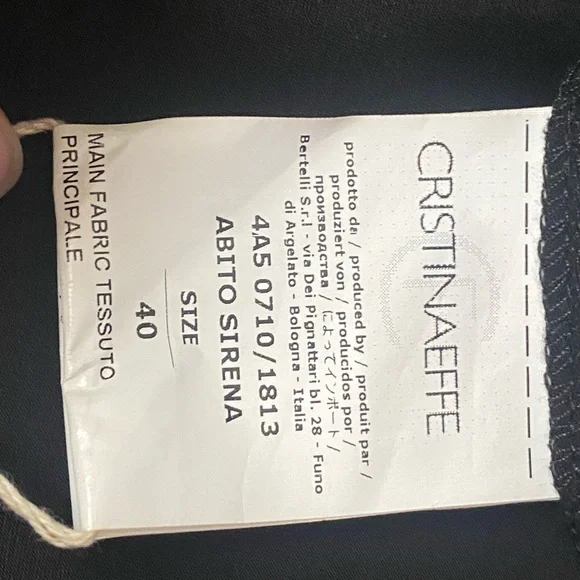 CRISTINAEFFE
prodotto da / produced by / produit par /
produziert von / producidos por /
производства / によってインポート /
Bertelli S.r.l - via Dei Pignattari bl. 28 - Funo
di Argelato - Bologna - Italia
4A5 0710/1813
ABITO SIRENA
SIZE
40
MAIN FABRIC TESSUTO
PRINCIPALE